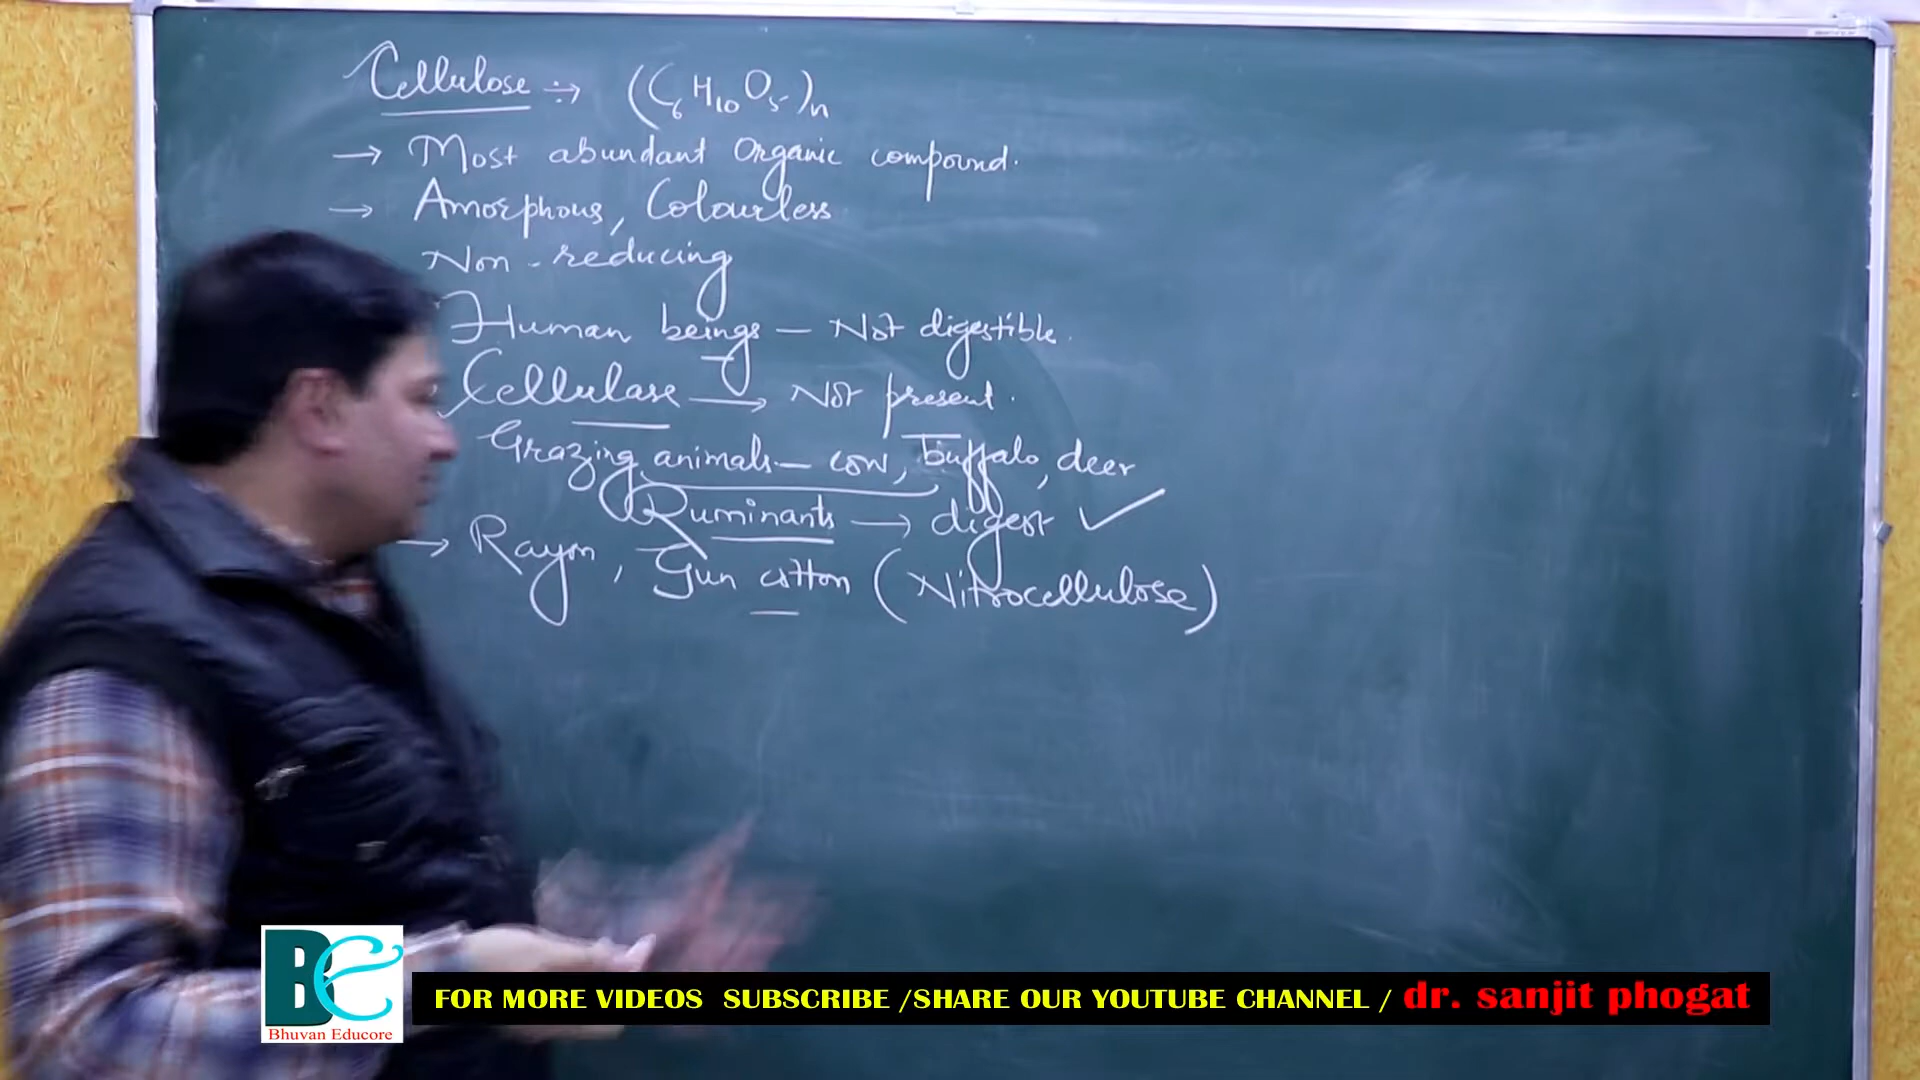 Cellulose ÷→ (C6H10O5)n
→ Most abundant Organic compound.
→ Amorphous, Colourless
Non-reducing
Human beings – Not digestible.
Cellulase → Not present.
Grazing animals – cow, buffalo, deer
Ruminants → digest ✓
→ Rayon, Gun cotton (Nitrocellulose)
BE
Bhuvan Educore
FOR MORE VIDEOS SUBSCRIBE /SHARE OUR YOUTUBE CHANNEL / dr. sanjit phogat